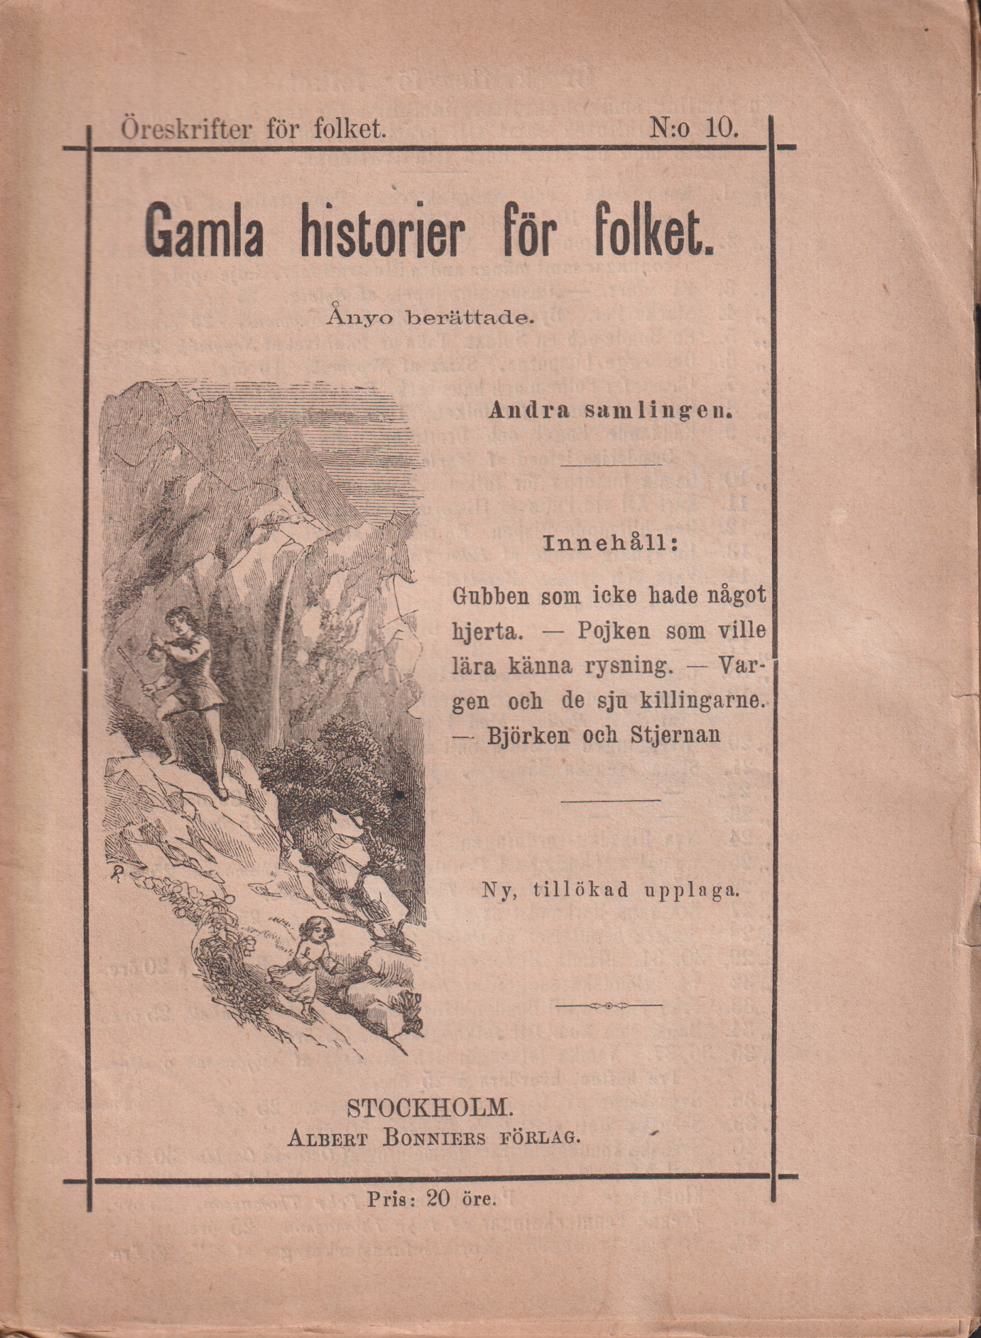 Öreskrifter för folket. N:o 10.
Gamla historier för folket.
Ånyo berättade.
Andra samlingen.
Innehåll:
Gubben som icke hade något
hjerta. — Pojken som ville
lära känna rysning. — Var-
gen och de sju killingarne.
— Björken och Stjernan
Ny, tillökad upplaga.
STOCKHOLM.
ALBERT BONNIERS FÖRLAG.
Pris: 20 öre.